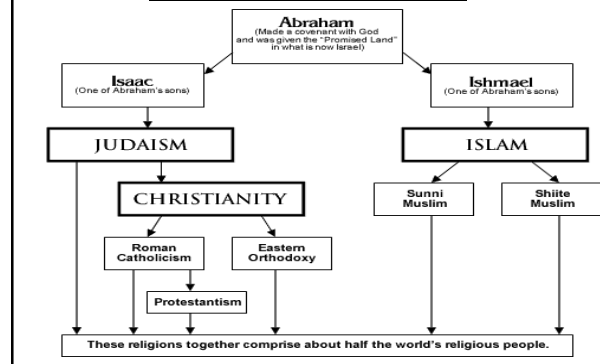 Abraham
(Made a covenant with God
and was given the "Promised Land"
in what is now Israel)
Isaac
(One of Abraham's sons)
Ishmael
(One of Abraham's sons)
JUDAISM
ISLAM
CHRISTIANITY
Sunni
Muslim
Shiite
Muslim
Roman
Catholicism
Eastern
Orthodoxy
Protestantism
These religions together comprise about half the world's religious people.